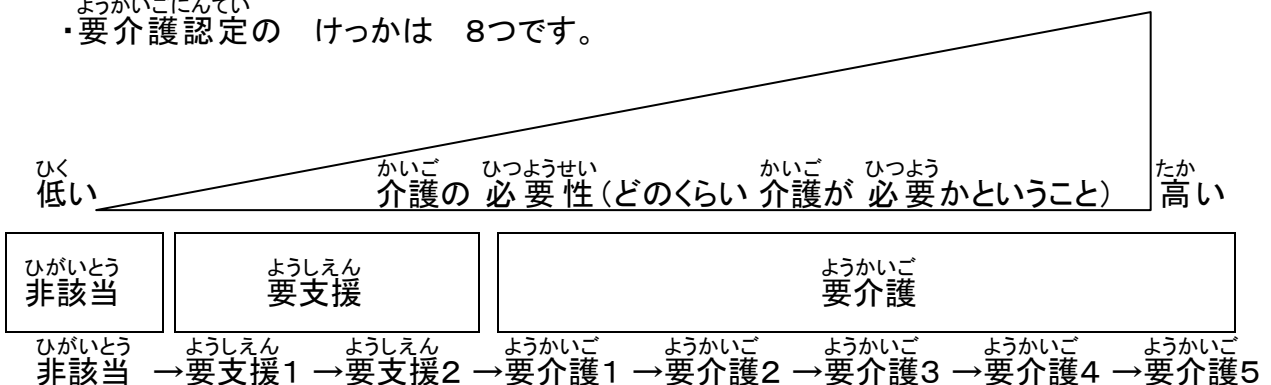 ようかいごにんてい
・要介護認定の けっかは 8つです。
ひく かいご ひつようせい かいご ひつよう たか
低い 介護の 必要性(どのくらい 介護が 必要かということ) 高い
ひがいとう ようしえん ようかいご
非該当 要支援 要介護
ひがいとう ようしえん ようしえん ようかいご ようかいご ようかいご ようかいご ようかいご
非該当 →要支援1 →要支援2 →要介護1 →要介護2 →要介護3 →要介護4 →要介護5